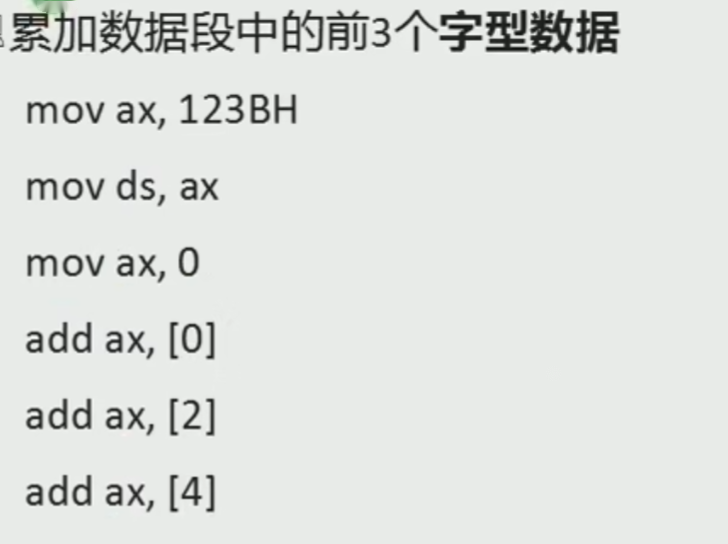 累加数据段中的前3个字型数据
mov ax, 123BH
mov ds, ax
mov ax, 0
add ax, [0]
add ax, [2]
add ax, [4]